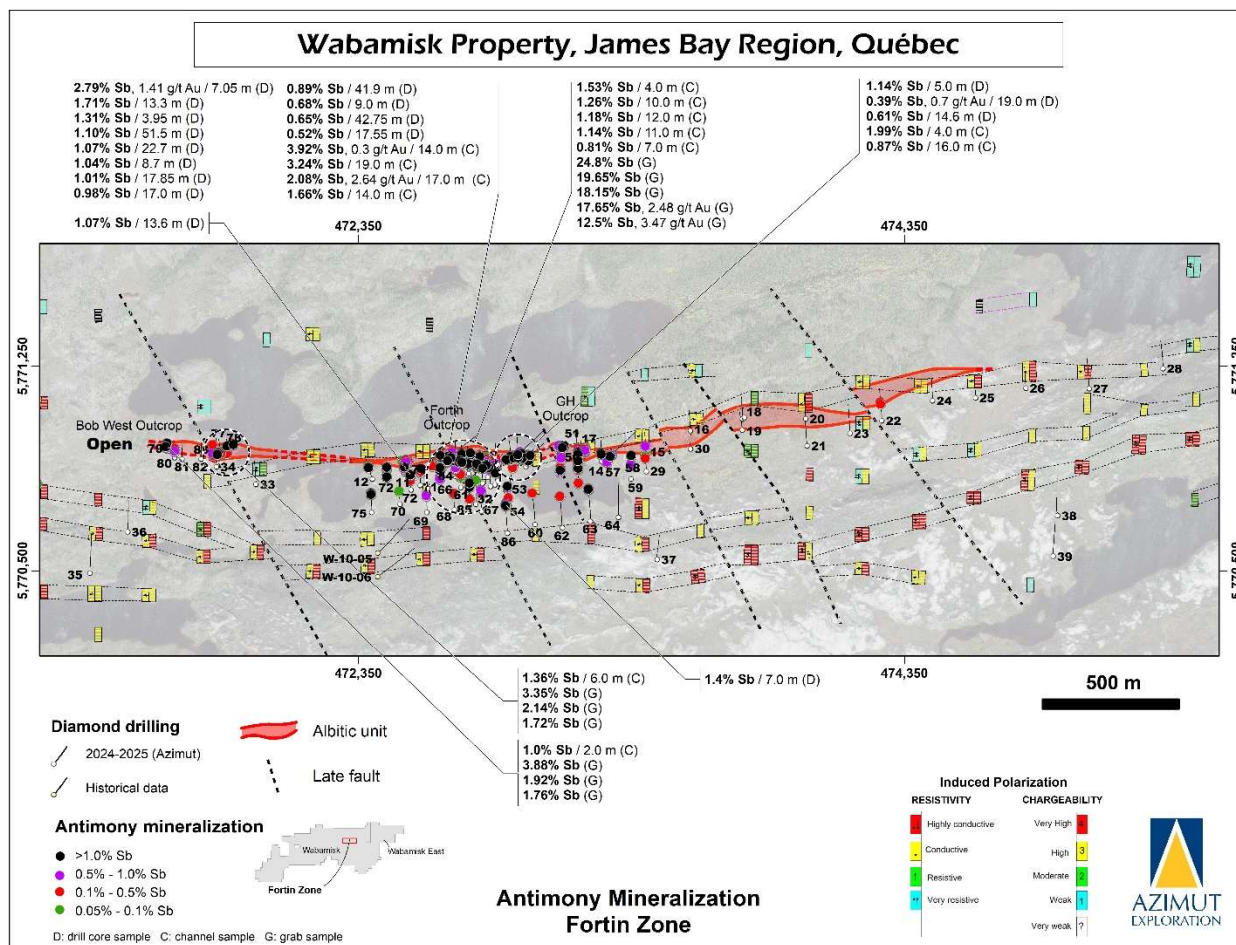 Wabamisk Property, James Bay Region, Québec
2.79% Sb, 1.41 g/t Au / 7.05 m (D)
1.71% Sb / 13.3 m (D)
1.31% Sb / 3.95 m (D)
1.10% Sb / 51.5 m (D)
1.07% Sb / 22.7 m (D)
1.04% Sb / 8.7 m (D)
1.01% Sb / 17.85 m (D)
0.98% Sb / 17.0 m (D)
1.07% Sb / 13.6 m (D)
0.89% Sb / 41.9 m (D)
0.68% Sb / 9.0 m (D)
0.65% Sb / 42.75 m (D)
0.52% Sb / 17.55 m (D)
3.92% Sb, 0.3 g/t Au / 14.0 m (C)
3.24% Sb / 19.0 m (C)
2.08% Sb, 2.64 g/t Au / 17.0 m (C)
1.66% Sb / 14.0 m (C)
1.53% Sb / 4.0 m (C)
1.26% Sb / 10.0 m (C)
1.18% Sb / 12.0 m (C)
1.14% Sb / 11.0 m (C)
0.81% Sb / 7.0 m (C)
24.8% Sb (G)
19.65% Sb (G)
18.15% Sb (G)
17.65% Sb, 2.48 g/t Au (G)
12.5% Sb, 3.47 g/t Au (G)
1.14% Sb / 5.0 m (D)
0.39% Sb, 0.7 g/t Au / 19.0 m (D)
0.61% Sb / 14.6 m (D)
1.99% Sb / 4.0 m (C)
0.87% Sb / 16.0 m (C)
472,350
474,350
5,771,250
5,771,250
28
27
26
25
24
22
23
20
21
18
19
16
30
GH
Outcrop
Fortin
Outcrop
Bob West Outcrop
Open
51
17
15
29
14
57
58
59
80
81
82
34
33
12
72
11
72
75
70
69
66
68
67
53
54
86
60
62
63
64
37
38
39
36
35
W-10-05
W-10-06
5,770,500
5,770,500
472,350
474,350
1.36% Sb / 6.0 m (C)
3.35% Sb (G)
2.14% Sb (G)
1.72% Sb (G)
1.0% Sb / 2.0 m (C)
3.88% Sb (G)
1.92% Sb (G)
1.76% Sb (G)
1.4% Sb / 7.0 m (D)
500 m
Diamond drilling
2024-2025 (Azimut)
Historical data
Albitic unit
Late fault
Antimony mineralization
>1.0% Sb
0.5% - 1.0% Sb
0.1% - 0.5% Sb
0.05% - 0.1% Sb
D: drill core sample C: channel sample G: grab sample
Wabamisk
Wabamisk East
Fortin Zone
Antimony Mineralization
Fortin Zone
Induced Polarization
RESISTIVITY CHARGEABILITY
Highly conductive Very High 4
Conductive High 3
Resistive Moderate 2
Very resistive Weak 1
Very weak ?
AZIMUT
EXPLORATION